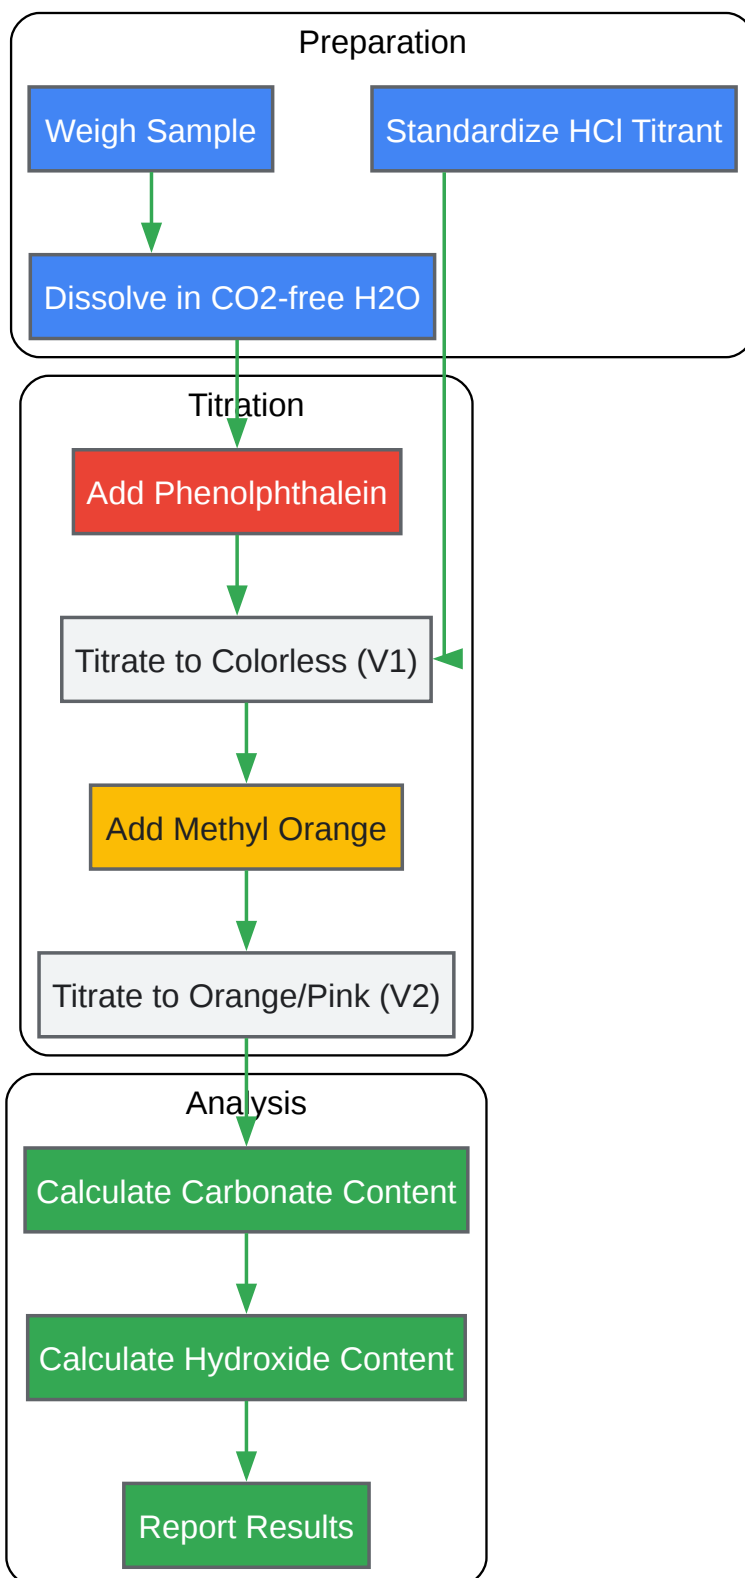 Preparation
Weigh Sample
Standardize HCl Titrant
Dissolve in CO2-free H2O
Titration
Add Phenolphthalein
Titrate to Colorless (V1)
Add Methyl Orange
Titrate to Orange/Pink (V2)
Analysis
Calculate Carbonate Content
Calculate Hydroxide Content
Report Results